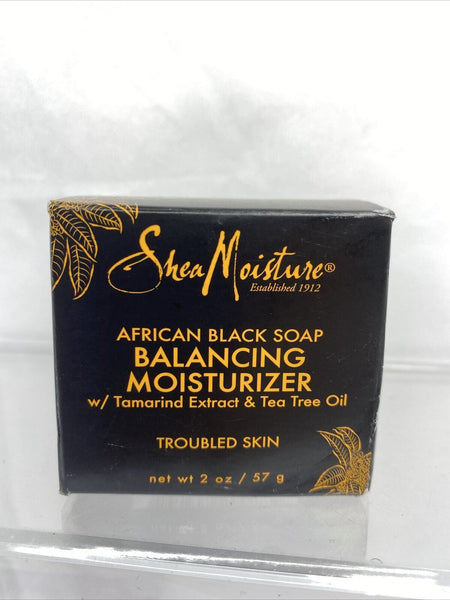 SheaMoisture®
Established 1912
AFRICAN BLACK SOAP
BALANCING
MOISTURIZER
w/ Tamarind Extract & Tea Tree Oil
TROUBLED SKIN
net wt 2 oz / 57 g